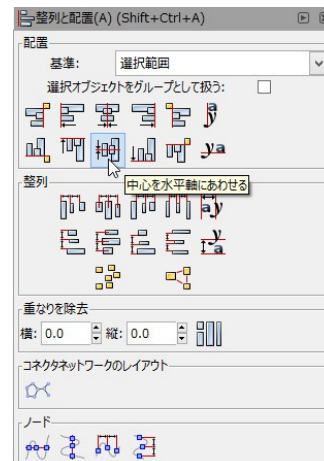 整列と配置(A) (Shift+Ctrl+A)
配置
基準: 選択範囲
選択オブジェクトをグループとして扱う:
中心を水平軸にあわせる
整列
重なりを除去
横: 0.0 縦: 0.0
コネクタネットワークのレイアウト
ノード